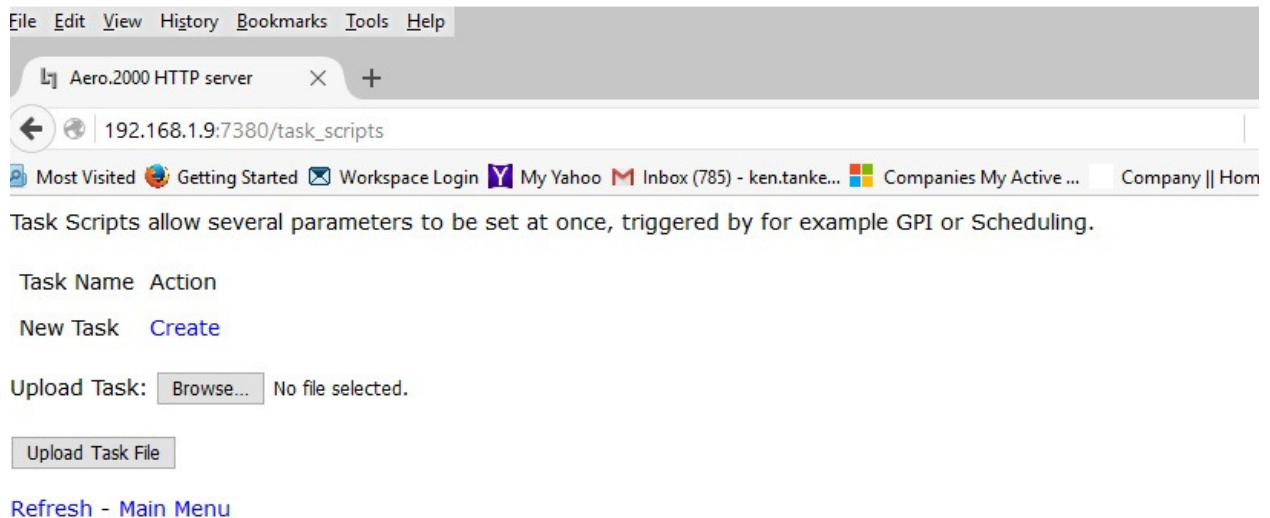 File Edit View History Bookmarks Tools Help
Aero.2000 HTTP server
192.168.1.9:7380/task_scripts
Most Visited Getting Started Workspace Login My Yahoo Inbox (785) - ken.tanke... Companies My Active ... Company || Hom
Task Scripts allow several parameters to be set at once, triggered by for example GPI or Scheduling.
Task Name Action
New Task Create
Upload Task: Browse... No file selected.
Upload Task File
Refresh - Main Menu